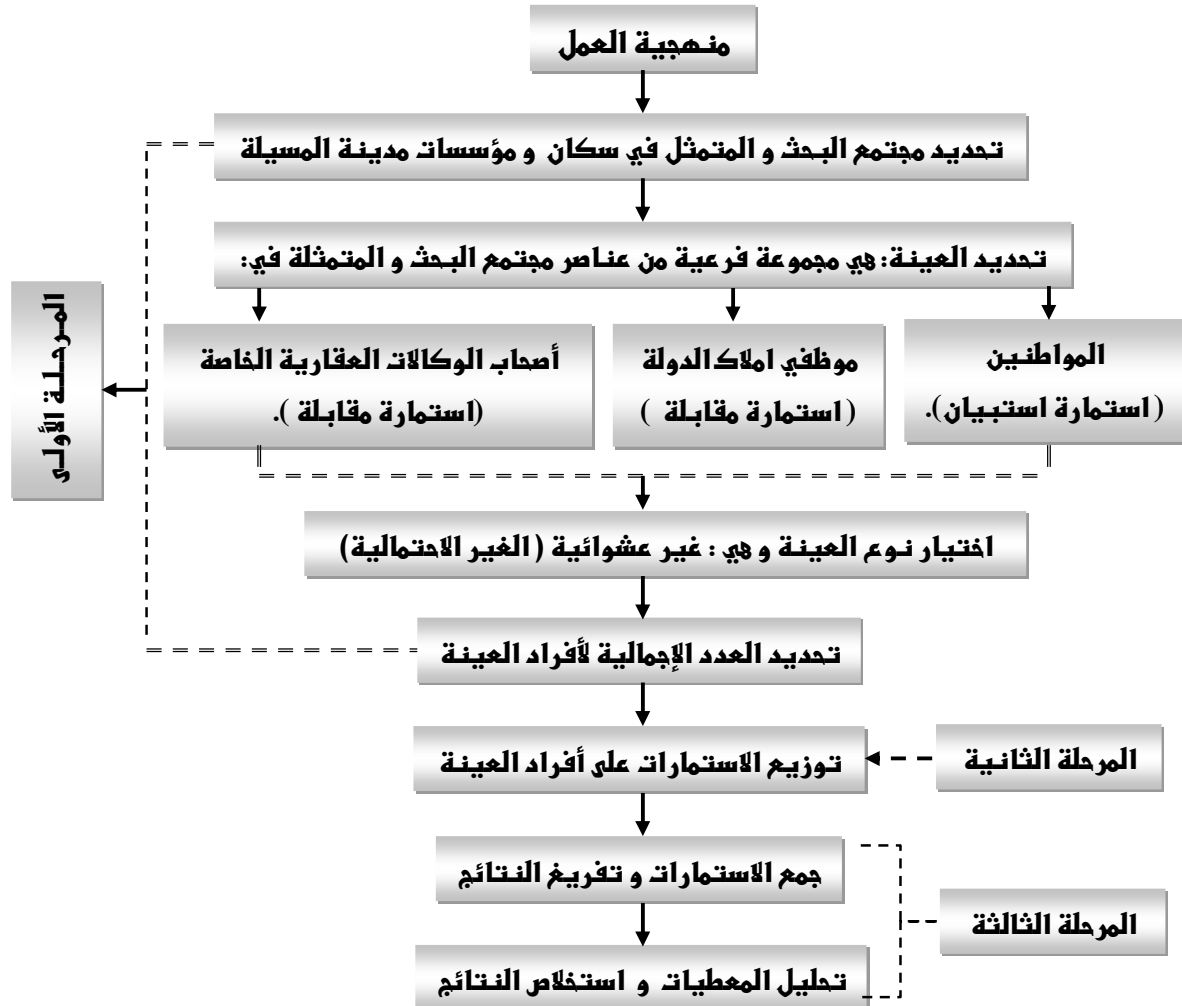 منهجية العمل
تحديد مجتمع البحث و المتمثل في سكان و مؤسسات مدينة المسيلة
تحديد العينة: هي مجموعة فرعية من عناصر مجتمع البحث و المتمثلة في:
المواطنين
(استمارة استبيان).
موظفي املاك الدولة
(استمارة مقابلة )
أصحاب الوكالات العقارية الخاصة
(استمارة مقابلة ).
المرحلة الأولى
اختيار نوع العينة و هي : غير عشوائية (الغير الاحتمالية)
تحديد العدد الإجمالية لأفراد العينة
توزيع الاستمارات على أفراد العينة
المرحلة الثانية
جمع الاستمارات و تفريغ النتائج
المرحلة الثالثة
تحليل المعطيات و استخلاص النتائج